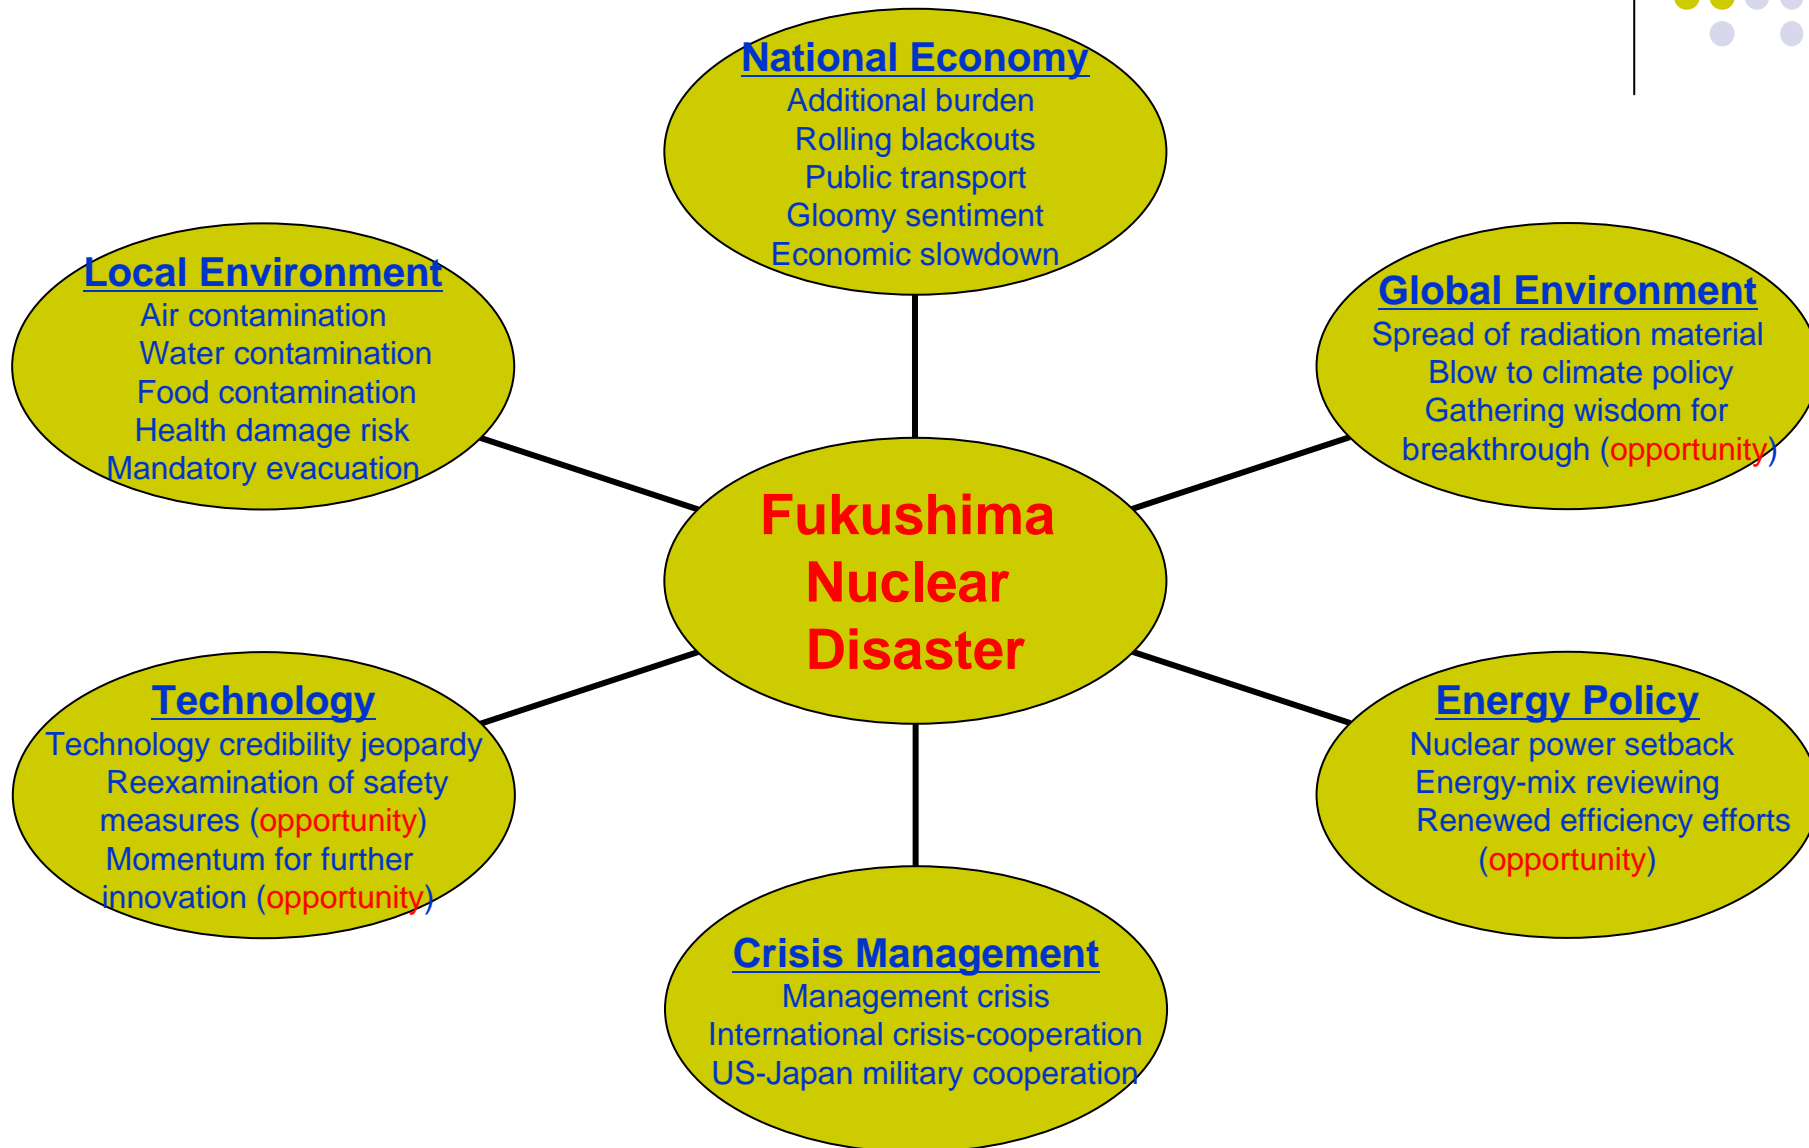 National Economy
Additional burden
Rolling blackouts
Public transport
Gloomy sentiment
Economic slowdown
Local Environment
Air contamination
Water contamination
Food contamination
Health damage risk
Mandatory evacuation
Global Environment
Spread of radiation material
Blow to climate policy
Gathering wisdom for
breakthrough (opportunity)
Fukushima
Nuclear
Disaster
Technology
Technology credibility jeopardy
Reexamination of safety
measures (opportunity)
Momentum for further
innovation (opportunity)
Energy Policy
Nuclear power setback
Energy-mix reviewing
Renewed efficiency efforts
(opportunity)
Crisis Management
Management crisis
International crisis-cooperation
US-Japan military cooperation